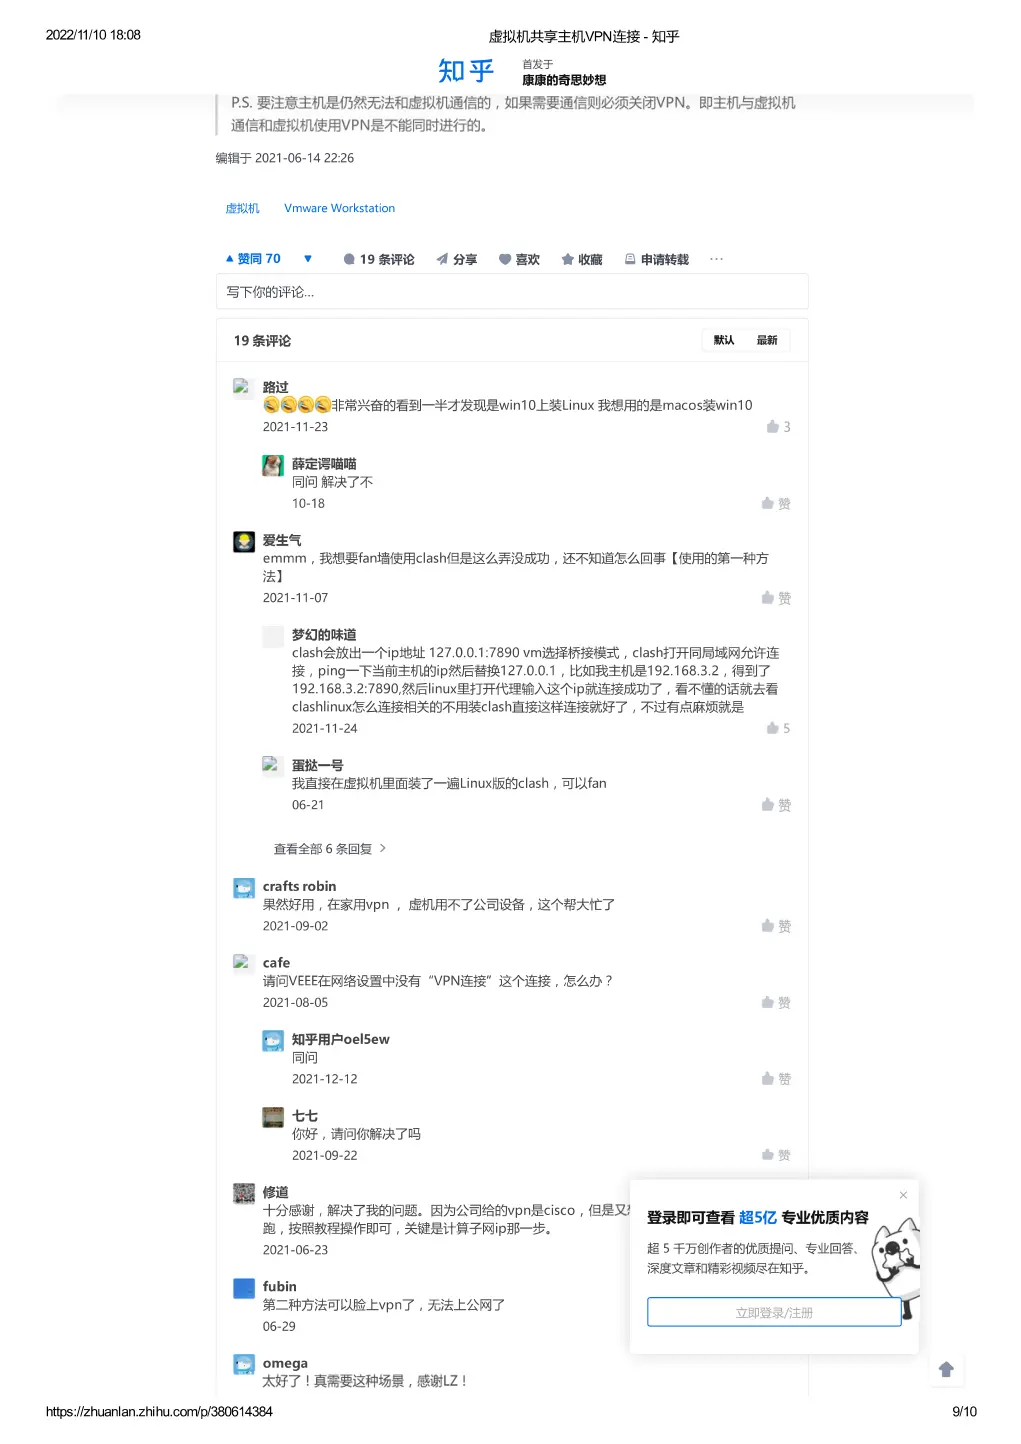 2022/11/10 18:08
虚拟机共享主机VPN连接 - 知乎
知乎
首发于
康康的奇思妙想
P.S. 要注意主机是仍然无法和虚拟机通信的，如果需要通信则必须关闭VPN。即主机与虚拟机
通信和虚拟机使用VPN是不能同时进行的。
编辑于 2021-06-14 22:26
虚拟机 Vmware Workstation
赞同 70 19 条评论 分享 喜欢 收藏 申请转载 ···
写下你的评论...
19 条评论
默认 最新
路过
非常兴奋的看到一半才发现是win10上装Linux 我想用的是macos装win10
2021-11-23
3
薛定谔喵喵
同问 解决了不
10-18
赞
爱生气
emmm，我想要fan墙使用clash但是这么弄没成功，还不知道怎么回事【使用的第一种方
法】
2021-11-07
赞
梦幻的味道
clash会放出一个ip地址 127.0.0.1:7890 vm选择桥接模式，clash打开同局域网允许连
接，ping一下当前主机的ip然后替换127.0.0.1，比如我主机是192.168.3.2，得到了
192.168.3.2:7890,然后linux里打开代理输入这个ip就连接成功了，看不懂的话就去看
clashlinux怎么连接相关的不用装clash直接这样连接就好了，不过有点麻烦就是
2021-11-24
5
蛋挞一号
我直接在虚拟机里面装了一遍Linux版的clash，可以fan
06-21
赞
查看全部 6 条回复
crafts robin
果然好用，在家用vpn ， 虚机用不了公司设备，这个帮大忙了
2021-09-02
赞
cafe
请问VEEE在网络设置中没有“VPN连接”这个连接，怎么办？
2021-08-05
赞
知乎用户oel5ew
同问
2021-12-12
赞
七七
你好，请问你解决了吗
2021-09-22
赞
修道
十分感谢，解决了我的问题。因为公司给的vpn是cisco，但是又
跑，按照教程操作即可，关键是计算子网ip那一步。
2021-06-23
登录即可查看 超5亿 专业优质内容
超 5 千万创作者的优质提问、专业回答、
深度文章和精彩视频尽在知乎。
立即登录/注册
fubin
第二种方法可以脸上vpn了，无法上公网了
06-29
omega
太好了！真需要这种场景，感谢LZ！
https://zhuanlan.zhihu.com/p/380614384
9/10